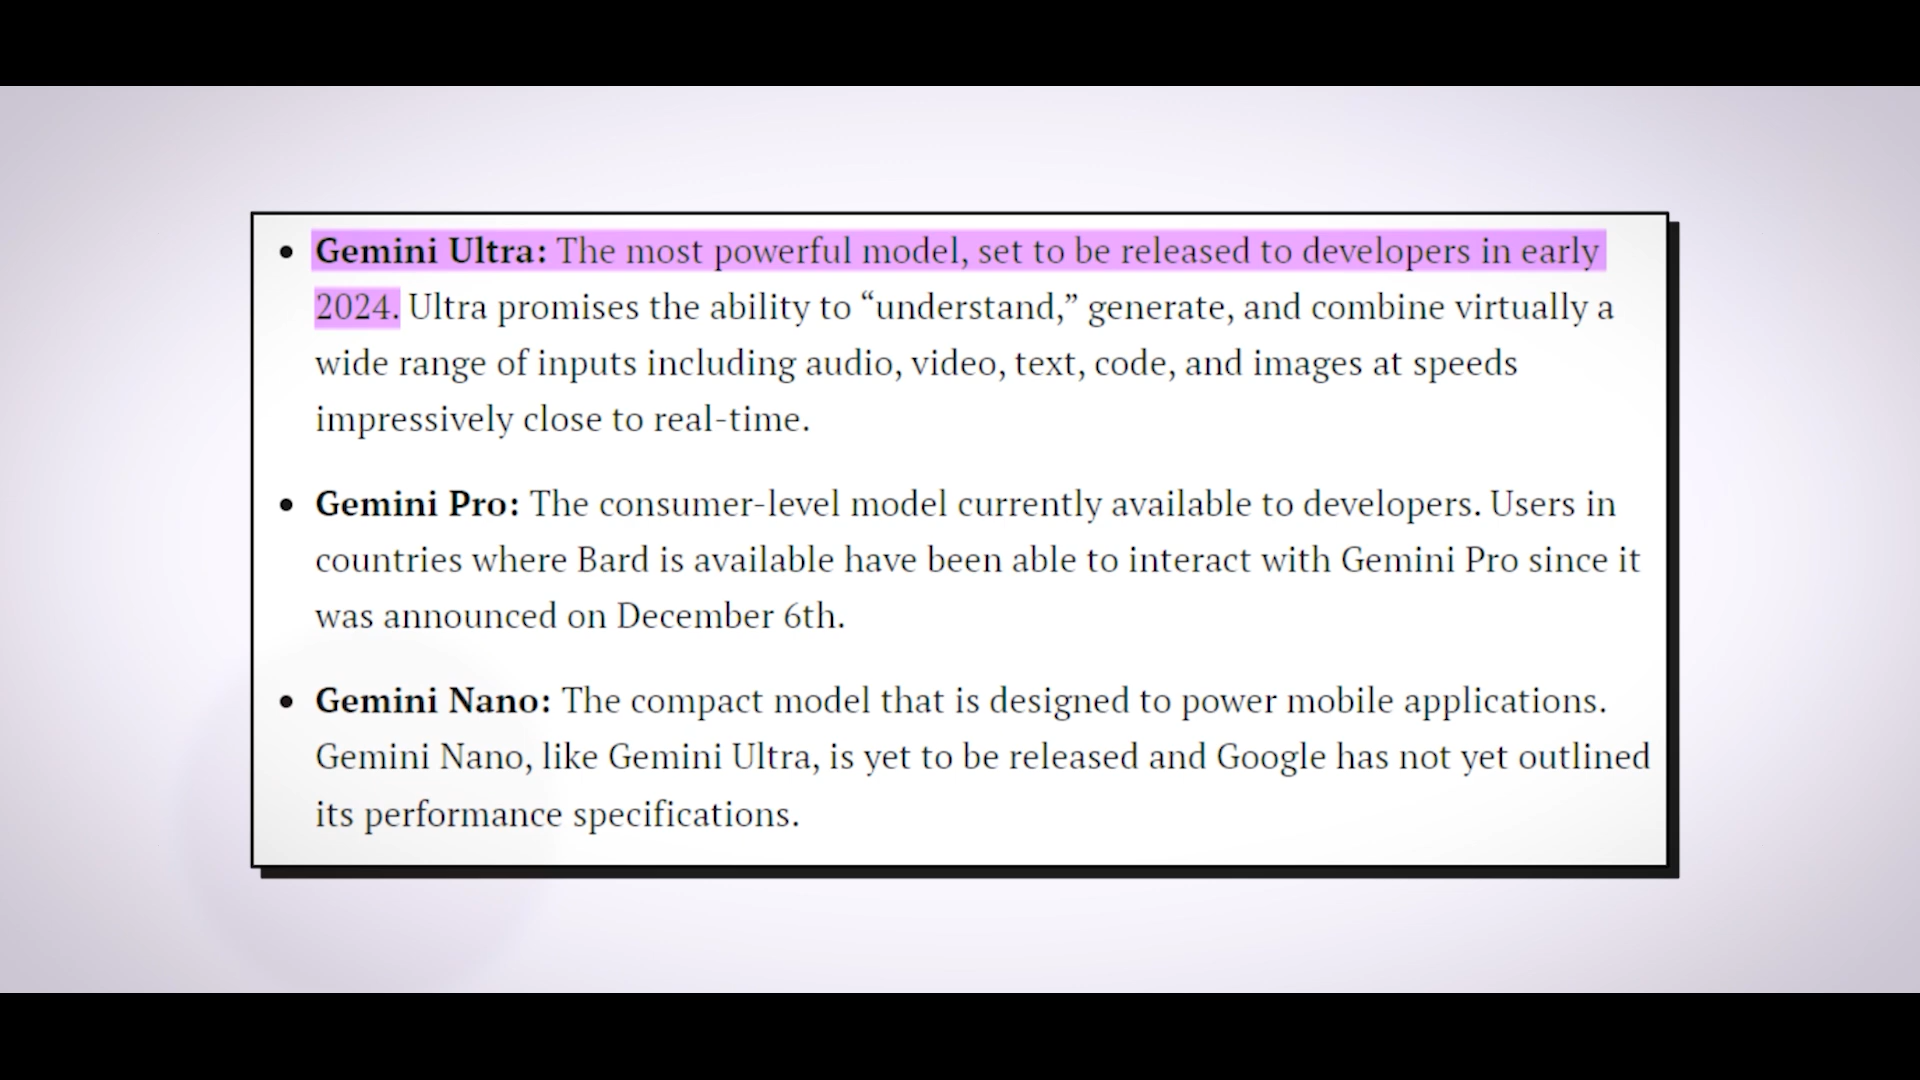 • Gemini Ultra: The most powerful model, set to be released to developers in early
2024. Ultra promises the ability to “understand,” generate, and combine virtually a
wide range of inputs including audio, video, text, code, and images at speeds
impressively close to real-time.
• Gemini Pro: The consumer-level model currently available to developers. Users in
countries where Bard is available have been able to interact with Gemini Pro since it
was announced on December 6th.
• Gemini Nano: The compact model that is designed to power mobile applications.
Gemini Nano, like Gemini Ultra, is yet to be released and Google has not yet outlined
its performance specifications.